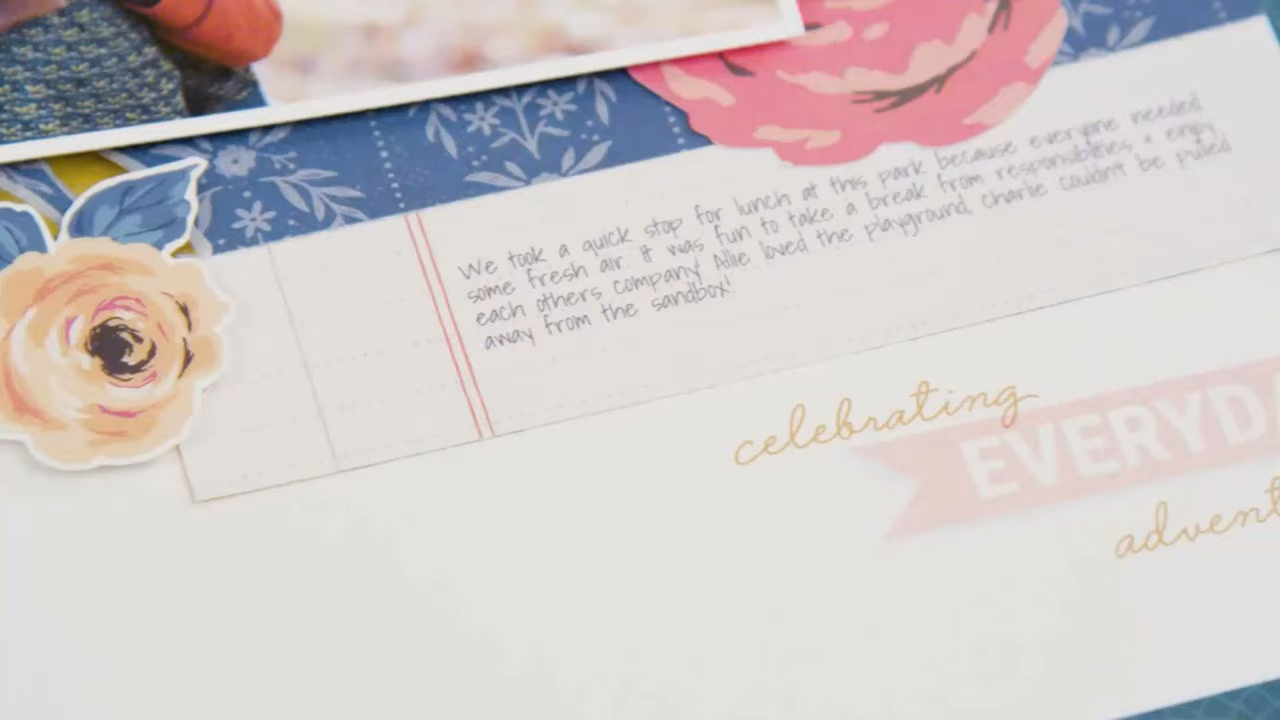 We took a quick stop for lunch at this park because everyone needed
some fresh air. It was fun to take a break from responsibilities & enjoy
each others company! Allie loved the playground, charlie couldn't be pulled
away from the sandbox!
celebrating
EVERYDA
advent